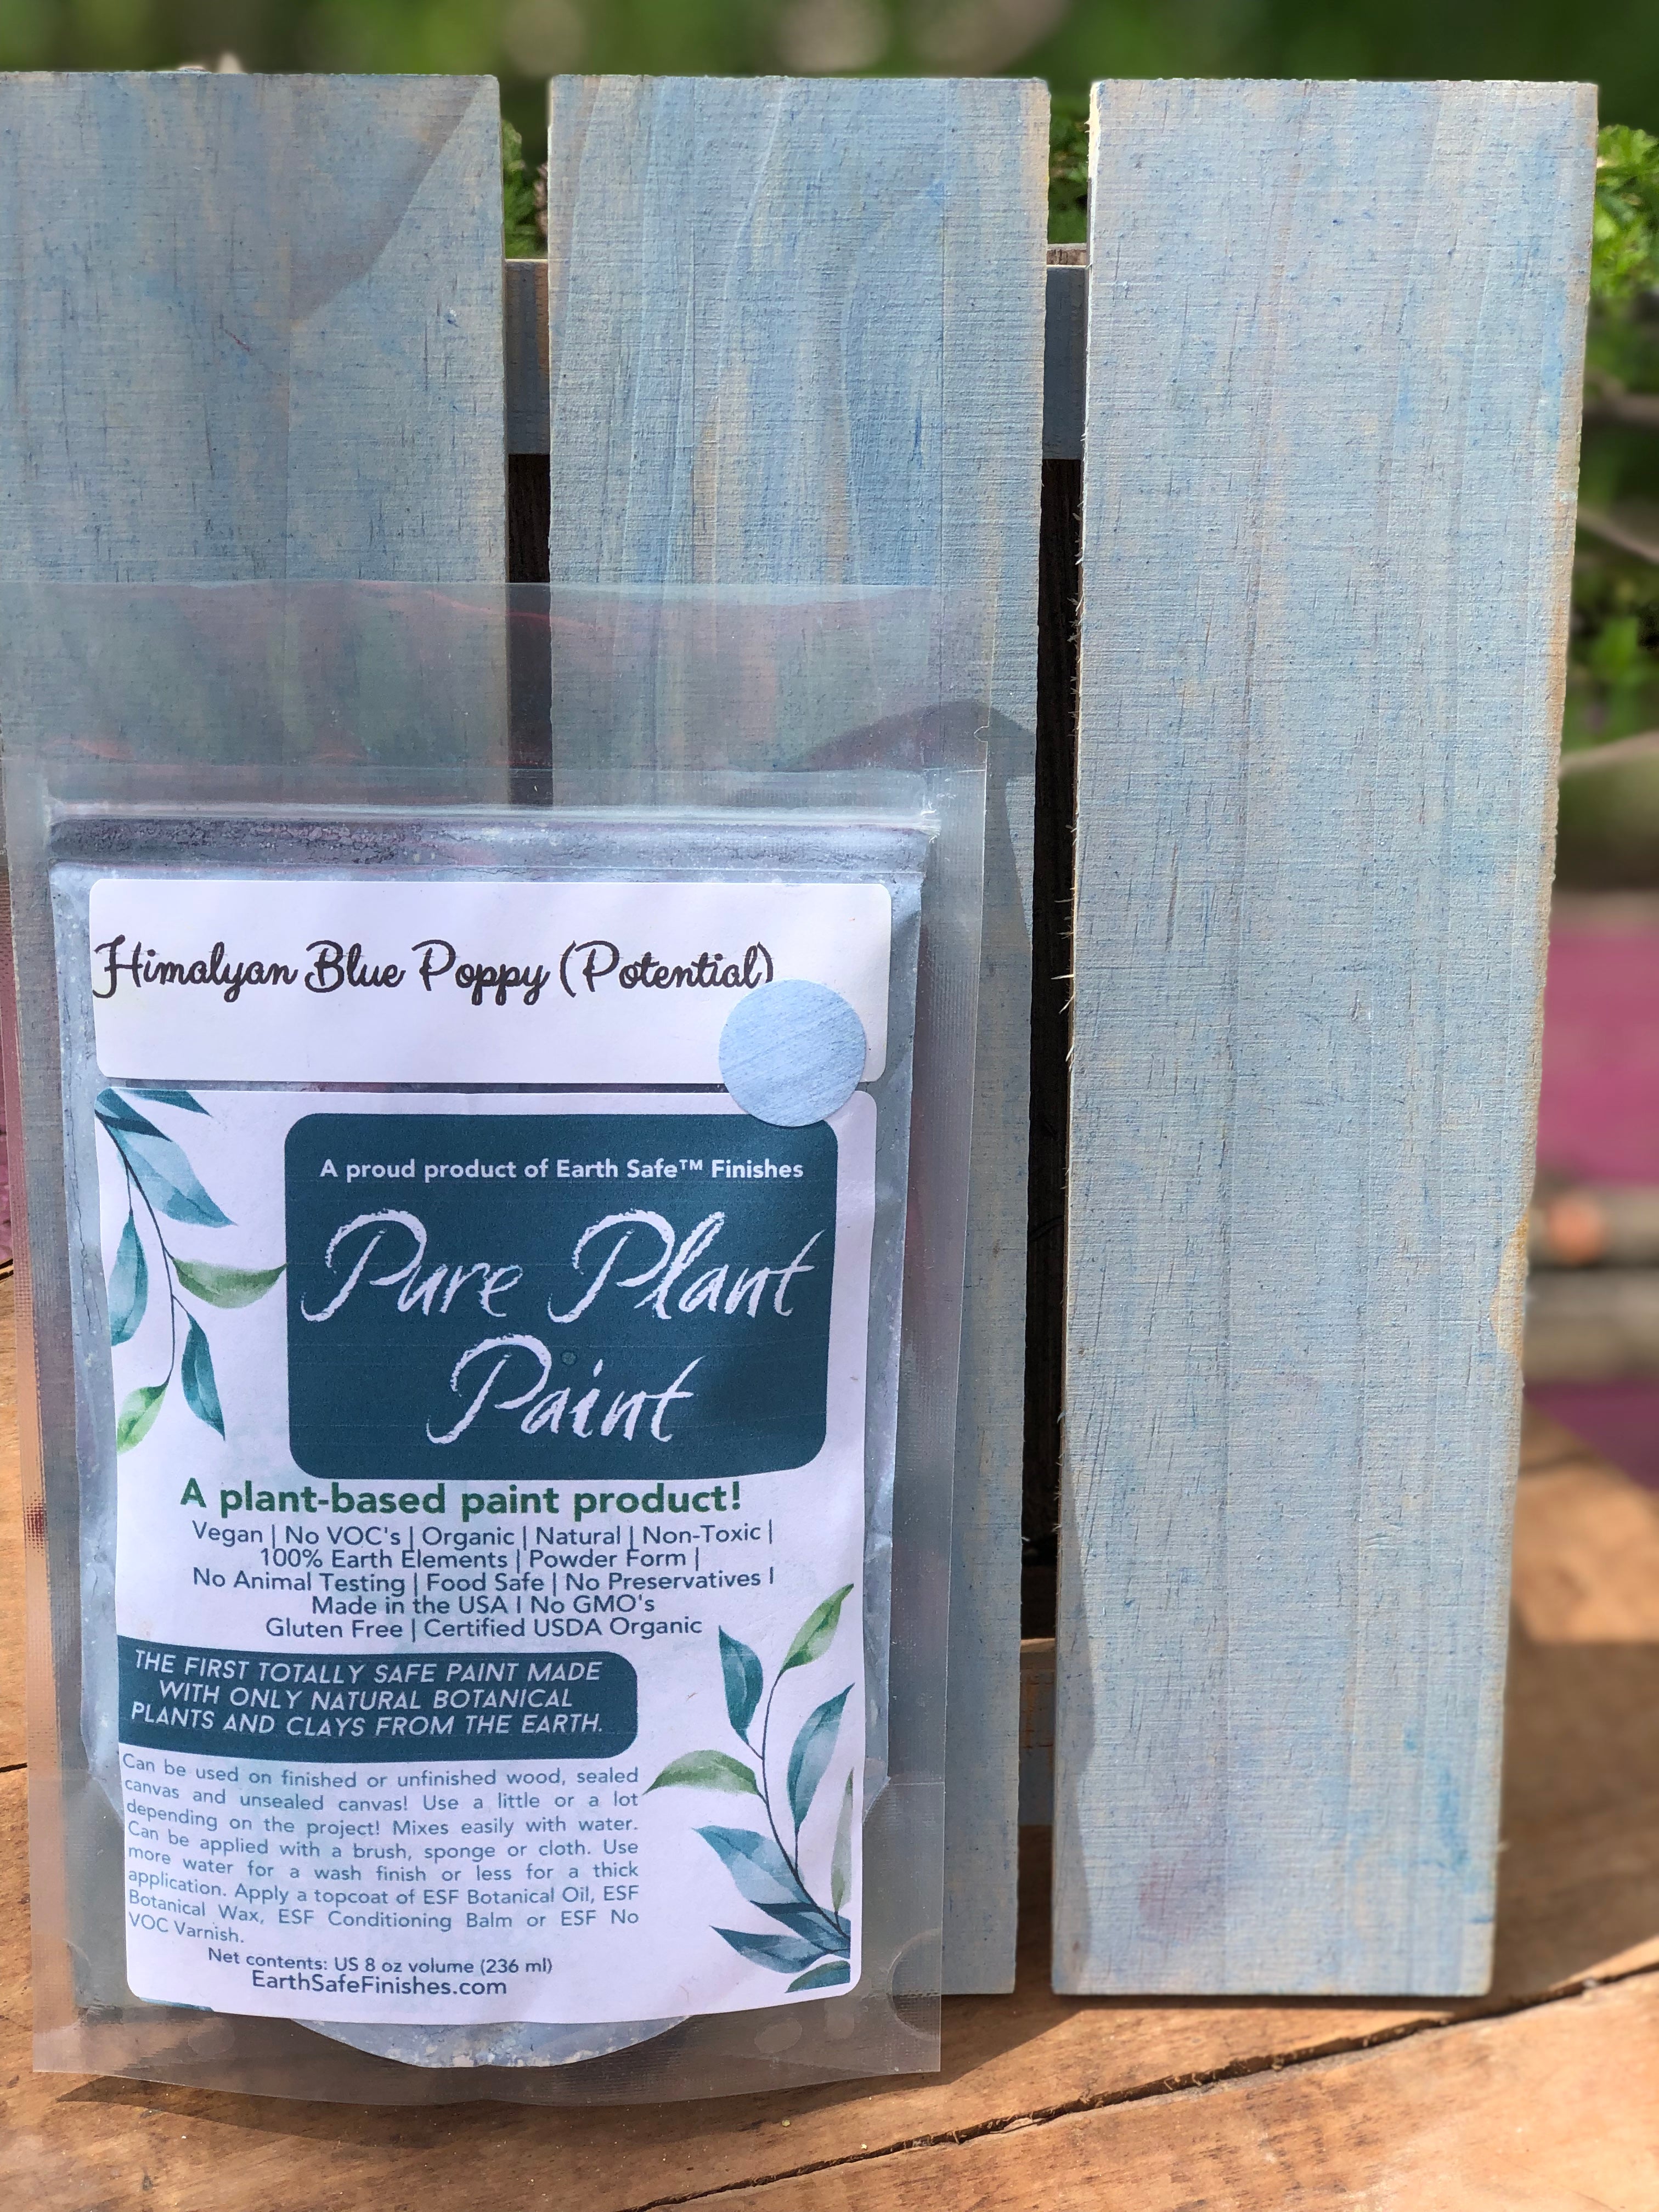 Himalyan Blue Poppy (Potential)
A proud product of Earth Safe™ Finishes
Pure Plant
Paint
A plant-based paint product!
Vegan | No VOC's | Organic | Natural | Non-Toxic |
100% Earth Elements | Powder Form |
No Animal Testing | Food Safe | No Preservatives |
Made in the USA | No GMO's
Gluten Free | Certified USDA Organic
THE FIRST TOTALLY SAFE PAINT MADE
WITH ONLY NATURAL BOTANICAL
PLANTS AND CLAYS FROM THE EARTH.
Can be used on finished or unfinished wood, sealed
canvas and unsealed canvas! Use a little or a lot
depending on the project! Mixes easily with water.
Can be applied with a brush, sponge or cloth. Use
more water for a wash finish or less for a thick
application. Apply a topcoat of ESF Botanical Oil, ESF
Botanical Wax, ESF Conditioning Balm or ESF No
VOC Varnish.
Net contents: US 8 oz volume (236 ml)
EarthSafeFinishes.com